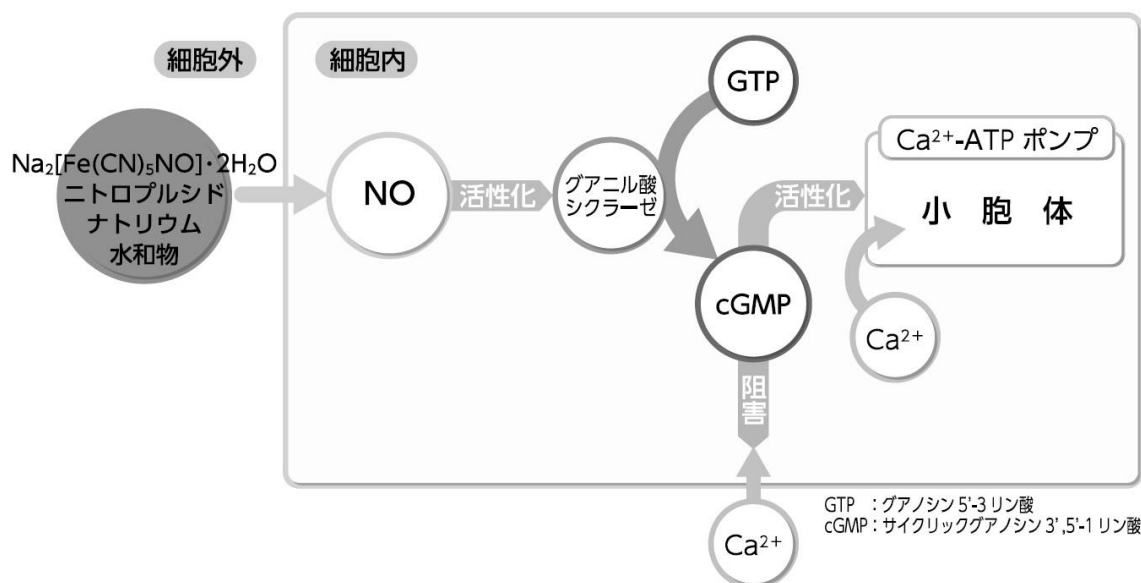 細胞外
細胞内
Na₂[Fe(CN)₅NO]･2H₂O
ニトロプルシド
ナトリウム
水和物
NO
活性化
グアニル酸
シクラーゼ
GTP
cGMP
活性化
Ca²⁺-ATP ポンプ
小 胞 体
Ca²⁺
阻害
Ca²⁺
GTP :グアノシン 5'-3 リン酸
cGMP:サイクリックグアノシン 3',5'-1 リン酸